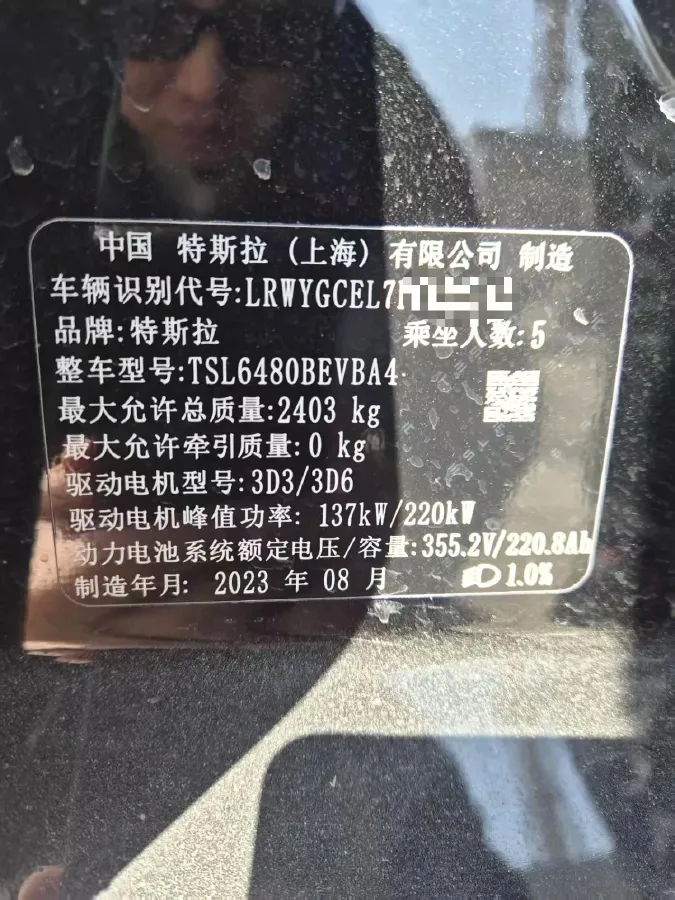 中国 特斯拉 (上海) 有限公司 制造
车辆识别代号:LRWYGCEL7
品牌:特斯拉 乘坐人数:5
整车型号:TSL6480BEVBA4
最大允许总质量:2403 kg
最大允许牵引质量:0 kg
驱动电机型号:3D3/3D6
驱动电机峰值功率: 137kW/220kW
动力电池系统额定电压/容量:355.2V/220.8Ah
制造年月: 2023 年 08 月 1.0%